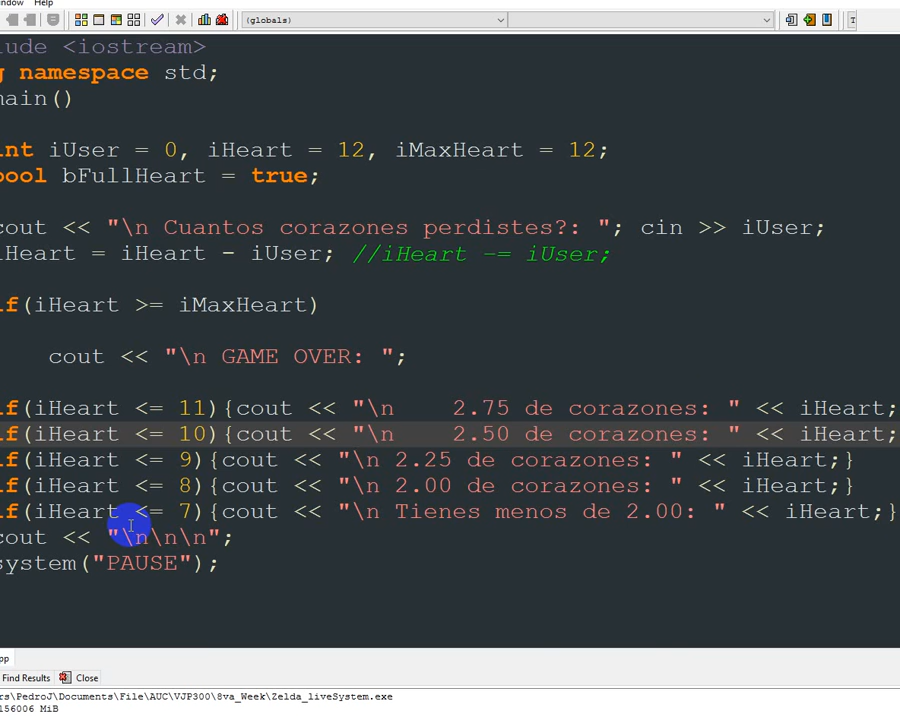 indow Help
(globals)
lude <iostream>
g namespace std;
main()
int iUser = 0, iHeart = 12, iMaxHeart = 12;
bool bFullHeart = true;
cout << "\n Cuantos corazones perdistes?: "; cin >> iUser;
iHeart = iHeart - iUser; //iHeart -= iUser;
if(iHeart >= iMaxHeart)
cout << "\n GAME OVER: ";
if(iHeart <= 11){cout << "\n    2.75 de corazones: " << iHeart;
if(iHeart <= 10){cout << "\n    2.50 de corazones: " << iHeart;
if(iHeart <= 9){cout << "\n 2.25 de corazones: " << iHeart;}
if(iHeart <= 8){cout << "\n 2.00 de corazones: " << iHeart;}
if(iHeart <= 7){cout << "\n Tienes menos de 2.00: " << iHeart;}
cout << "\n\n\n";
system("PAUSE");
pp
Find Results Close
rs\PedroJ\Documents\File\AUC\VJP300\8va_Week\Zelda_liveSystem.exe
156006 MiB